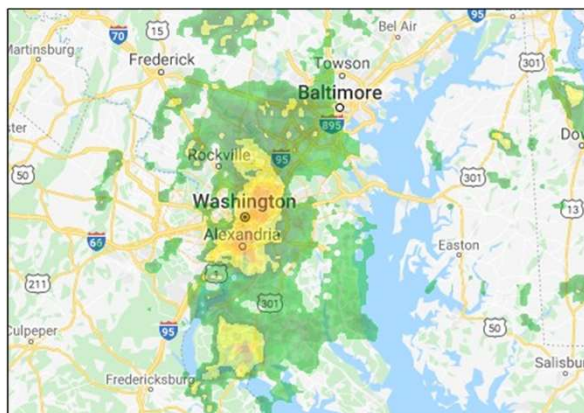 95
15
Bel Air
70
Martinsburg
Frederick
Towson
301
Baltimore
895
Rockville
95
50
301
Washington
13
66
Alexandria
Easton
1
211
301
50
Culpeper
95
Salisbu
Fredericksburg